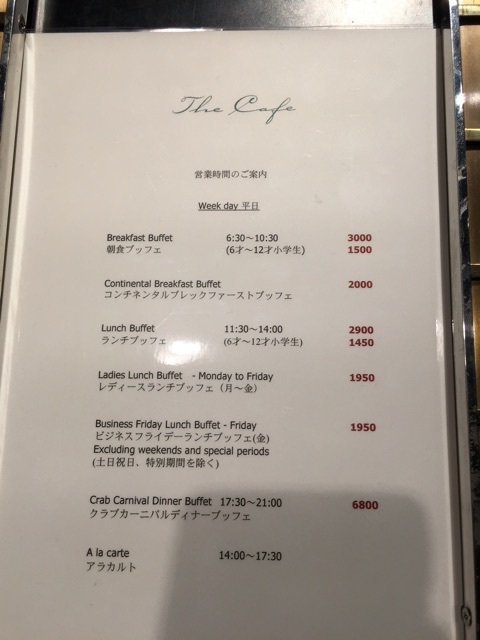 The Cafe
営業時間のご案内
Week day 平日
Breakfast Buffet 6:30～10:30 3000
朝食ブッフェ (6才～12才小学生) 1500
Continental Breakfast Buffet 2000
コンチネンタルブレックファーストブッフェ
Lunch Buffet 11:30～14:00 2900
ランチブッフェ (6才～12才小学生) 1450
Ladies Lunch Buffet - Monday to Friday 1950
レディースランチブッフェ（月～金）
Business Friday Lunch Buffet - Friday 1950
ビジネスフライデーランチブッフェ(金)
Excluding weekends and special periods
(土日祝日、特別期間を除く)
Crab Carnival Dinner Buffet 17:30～21:00 6800
クラブカーニバルディナーブッフェ
A la carte 14:00～17:30
アラカルト